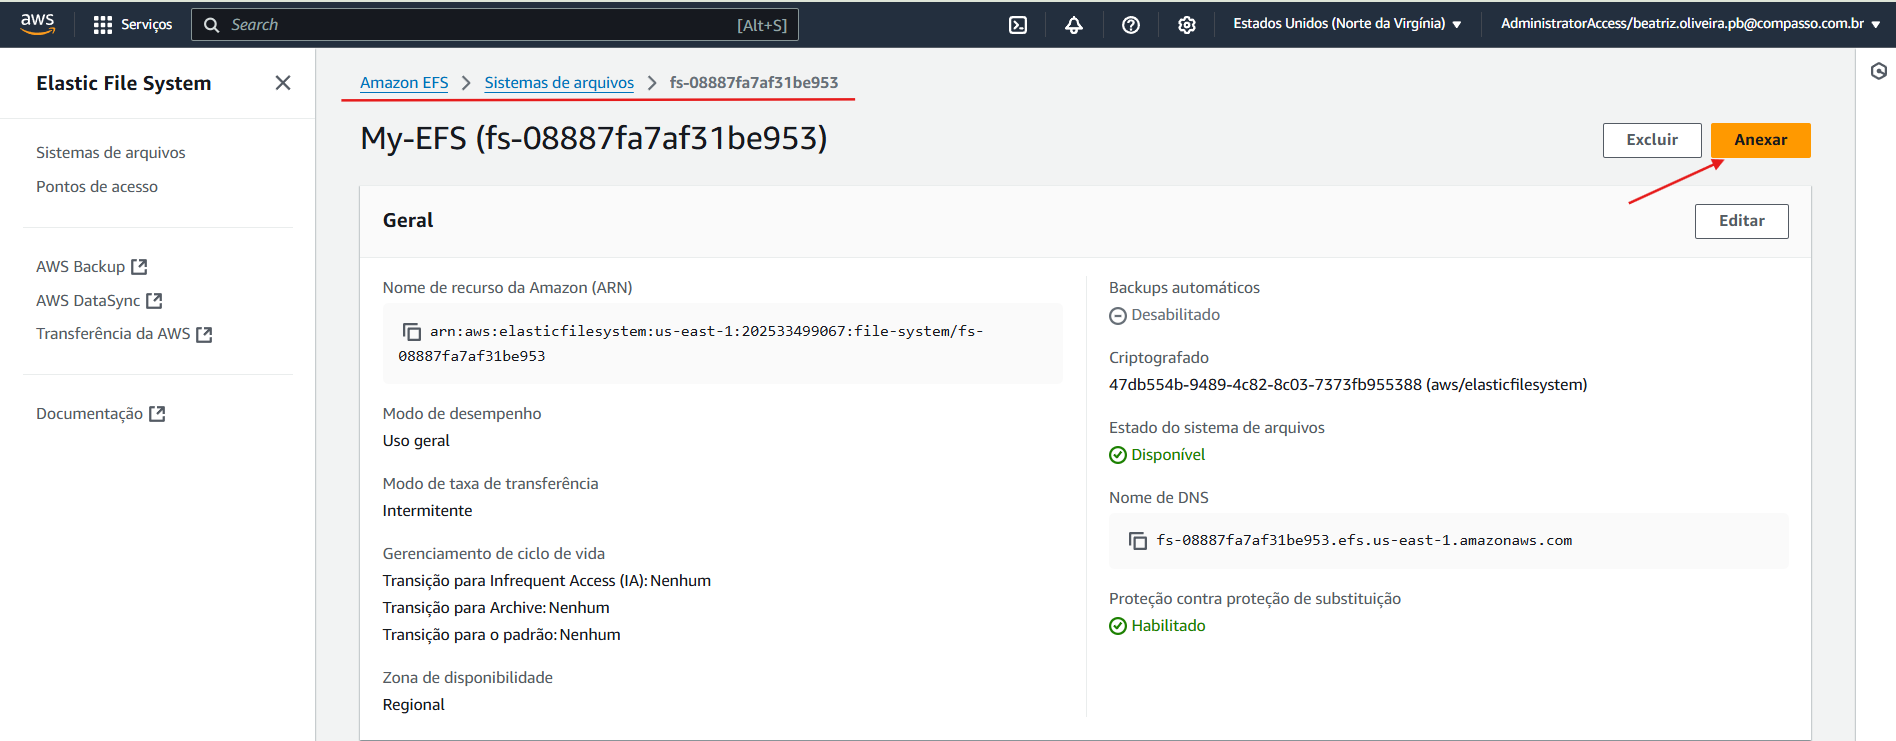 aws
Serviços
Search
[Alt+S]
Estados Unidos (Norte da Virgínia)
AdministratorAccess/beatriz.oliveira.pb@compasso.com.br
Elastic File System
Sistemas de arquivos
Pontos de acesso
AWS Backup
AWS DataSync
Transferência da AWS
Documentação
Amazon EFS > Sistemas de arquivos > fs-08887fa7af31be953
My-EFS (fs-08887fa7af31be953)
Excluir
Anexar
Geral
Editar
Nome de recurso da Amazon (ARN)
arn:aws:elasticfilesystem:us-east-1:202533499067:file-system/fs-
08887fa7af31be953
Modo de desempenho
Uso geral
Modo de taxa de transferência
Intermitente
Gerenciamento de ciclo de vida
Transição para Infrequent Access (IA): Nenhum
Transição para Archive: Nenhum
Transição para o padrão: Nenhum
Zona de disponibilidade
Regional
Backups automáticos
Desabilitado
Criptografado
47db554b-9489-4c82-8c03-7373fb955388 (aws/elasticfilesystem)
Estado do sistema de arquivos
Disponível
Nome de DNS
fs-08887fa7af31be953.efs.us-east-1.amazonaws.com
Proteção contra proteção de substituição
Habilitado